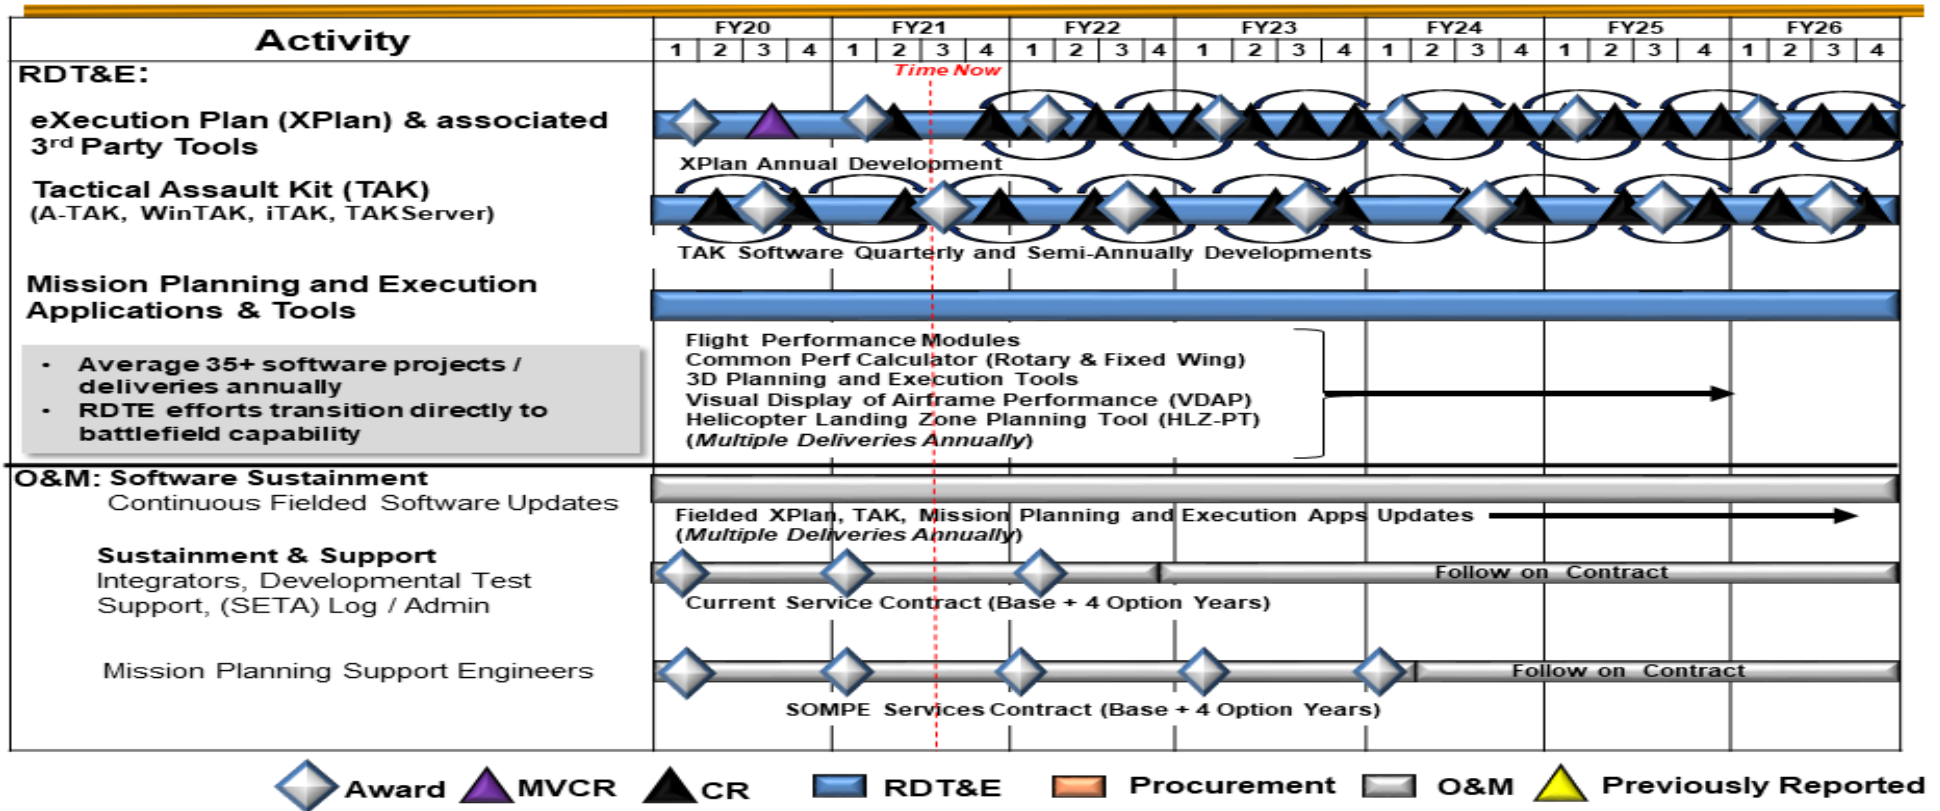 Activity
FY20 FY21 FY22 FY23 FY24 FY25 FY26
1 2 3 4 1 2 3 4 1 2 3 4 1 2 3 4 1 2 3 4 1 2 3 4 1 2 3 4
RDT&E:
Time Now
eXecution Plan (XPlan) & associated
3rd Party Tools
XPlan Annual Development
Tactical Assault Kit (TAK)
(A-TAK, WinTAK, iTAK, TAKServer)
TAK Software Quarterly and Semi-Annually Developments
Mission Planning and Execution
Applications & Tools
• Average 35+ software projects /
deliveries annually
• RDTE efforts transition directly to
battlefield capability
Flight Performance Modules
Common Perf Calculator (Rotary & Fixed Wing)
3D Planning and Execution Tools
Visual Display of Airframe Performance (VDAP)
Helicopter Landing Zone Planning Tool (HLZ-PT)
(Multiple Deliveries Annually)
O&M: Software Sustainment
Continuous Fielded Software Updates
Fielded XPlan, TAK, Mission Planning and Execution Apps Updates
(Multiple Deliveries Annually)
Sustainment & Support
Integrators, Developmental Test
Support, (SETA) Log / Admin
Follow on Contract
Current Service Contract (Base + 4 Option Years)
Mission Planning Support Engineers
Follow on Contract
SOMPE Services Contract (Base + 4 Option Years)
Award MVCR CR RDT&E Procurement O&M Previously Reported